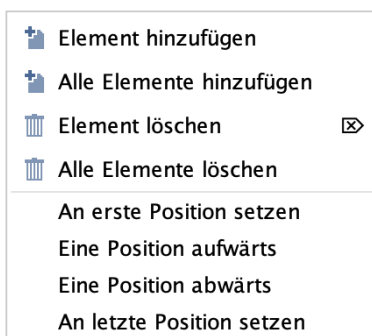 Element hinzufügen
Alle Elemente hinzufügen
Element löschen ⌦
Alle Elemente löschen
An erste Position setzen
Eine Position aufwärts
Eine Position abwärts
An letzte Position setzen